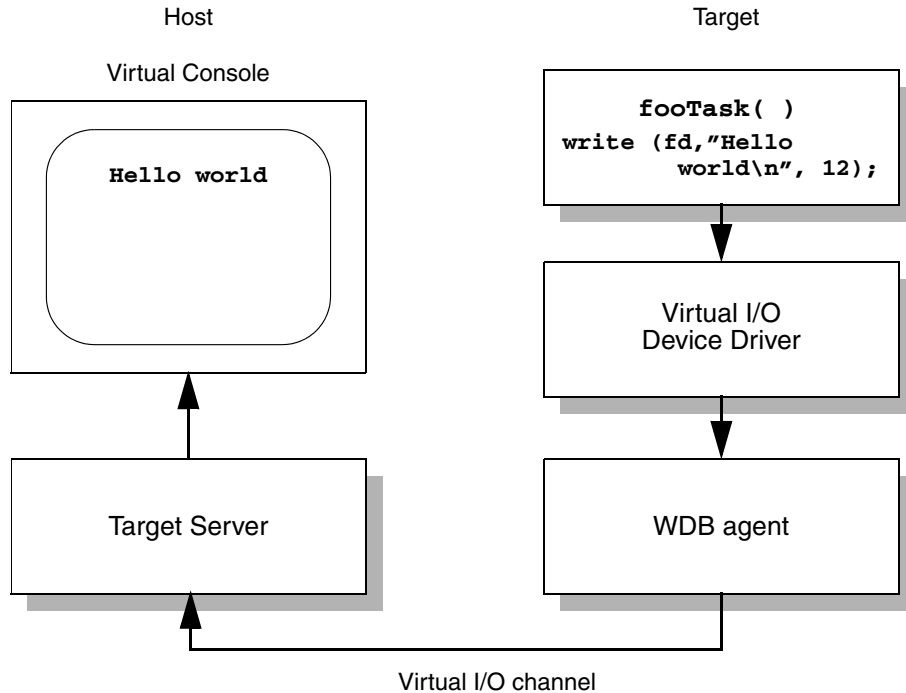 Host
Target
Virtual Console
Hello world
fooTask( )
write (fd,”Hello
world\n”, 12);
Virtual I/O
Device Driver
Target Server
WDB agent
Virtual I/O channel